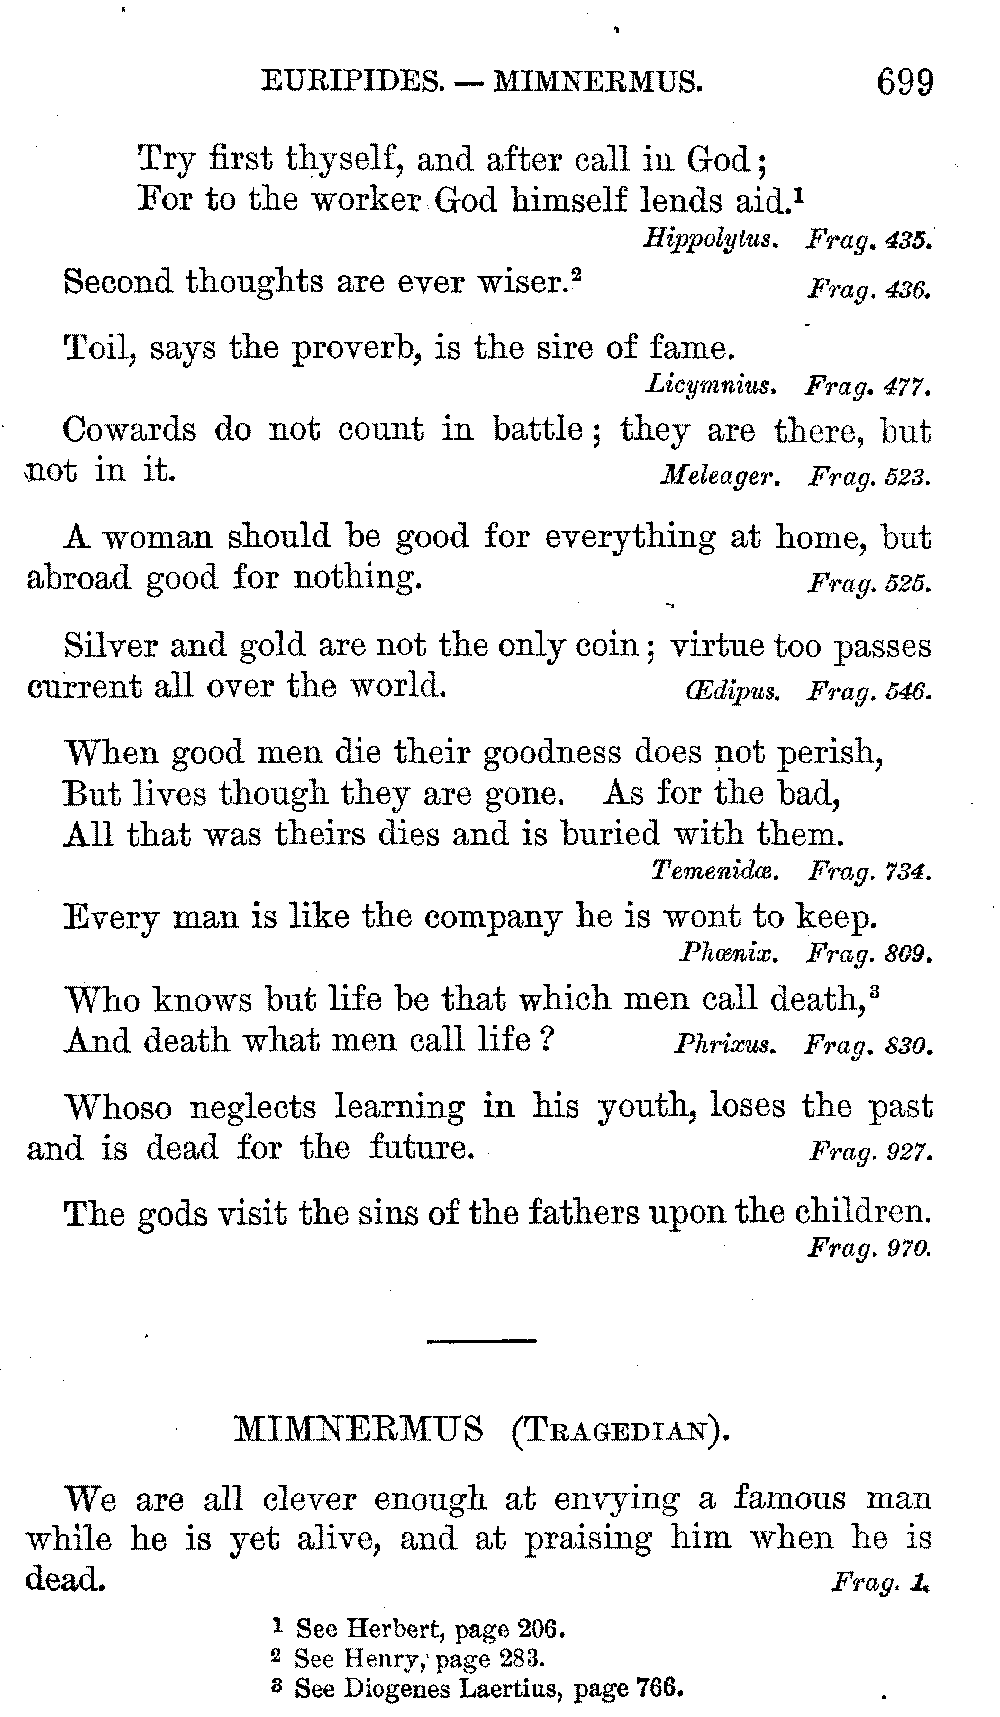 EURIPIDES. — MIMNERMUS. 699
Try first thyself, and after call in God;
For to the worker God himself lends aid.¹
Hippolytus. Frag. 435.
Second thoughts are ever wiser.² Frag. 436.
Toil, says the proverb, is the sire of fame.
Licymnius. Frag. 477.
Cowards do not count in battle; they are there, but
not in it. Meleager. Frag. 523.
A woman should be good for everything at home, but
abroad good for nothing. Frag. 525.
Silver and gold are not the only coin; virtue too passes
current all over the world. Œdipus. Frag. 546.
When good men die their goodness does not perish,
But lives though they are gone. As for the bad,
All that was theirs dies and is buried with them.
Temenidæ. Frag. 734.
Every man is like the company he is wont to keep.
Phœnix. Frag. 809.
Who knows but life be that which men call death,³
And death what men call life? Phrixus. Frag. 830.
Whoso neglects learning in his youth, loses the past
and is dead for the future. Frag. 927.
The gods visit the sins of the fathers upon the children.
Frag. 970.
MIMNERMUS (TRAGEDIAN).
We are all clever enough at envying a famous man
while he is yet alive, and at praising him when he is
dead. Frag. 1.
¹ See Herbert, page 206.
² See Henry, page 283.
³ See Diogenes Laertius, page 766.